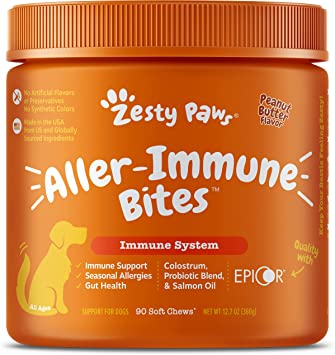 No Artificial Flavors
or Preservatives
No Synthetic Colors
Made in the USA
from US and Globally
Sourced Ingredients
Zesty Paws®
Peanut
Butter
Flavor
Aller-Immune
Bites™
Immune System
• Immune Support
• Seasonal Allergies
• Gut Health
Colostrum,
Probiotic Blend,
& Salmon Oil
Quality
with
EPICOR®
All Ages
SUPPORT FOR DOGS
90 Soft Chews
NET WT 12.7 OZ (360g)